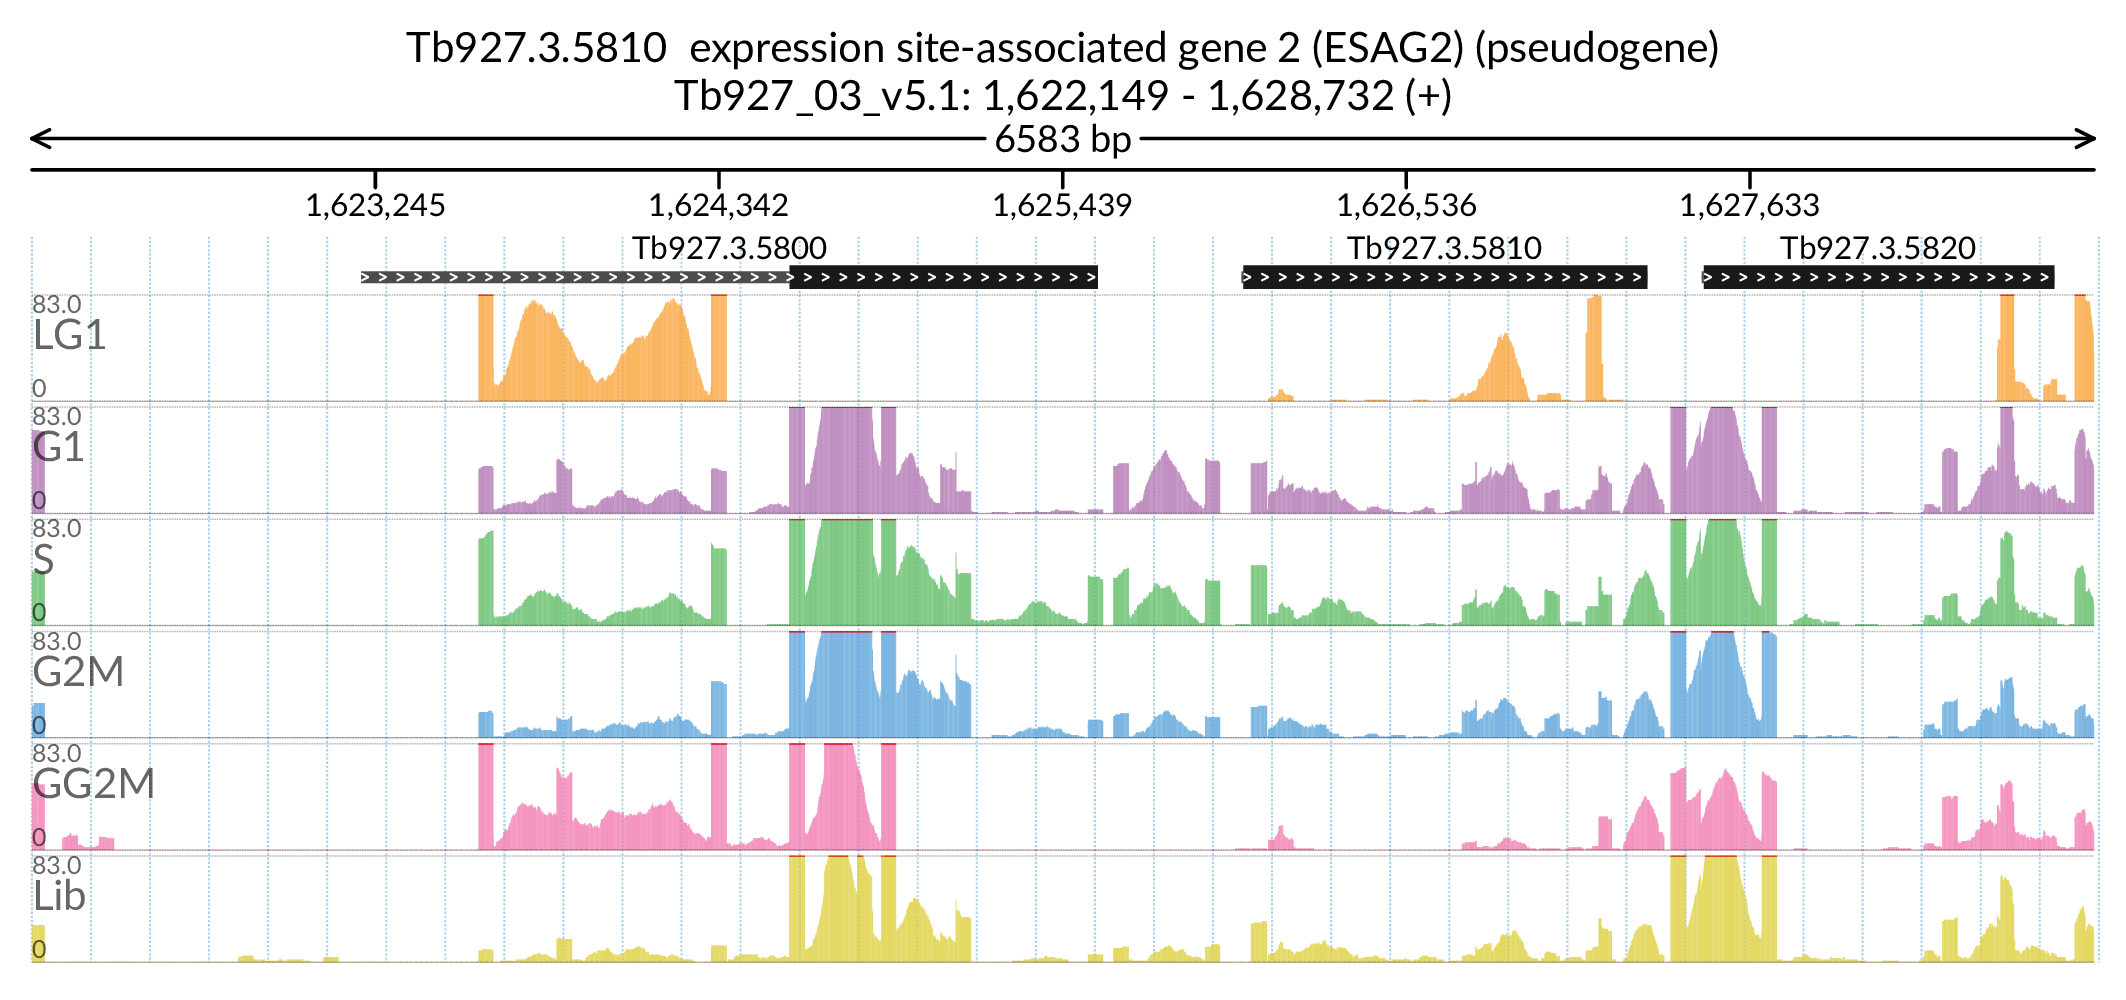 Tb927.3.5810  expression site-associated gene 2 (ESAG2) (pseudogene)
Tb927_03_v5.1: 1,622,149 - 1,628,732 (+)
6583 bp
1,623,245 1,624,342 1,625,439 1,626,536 1,627,633
Tb927.3.5800 Tb927.3.5810 Tb927.3.5820
83.0
LG1
0
83.0
G1
0
83.0
S
0
83.0
G2M
0
83.0
GG2M
0
83.0
Lib
0